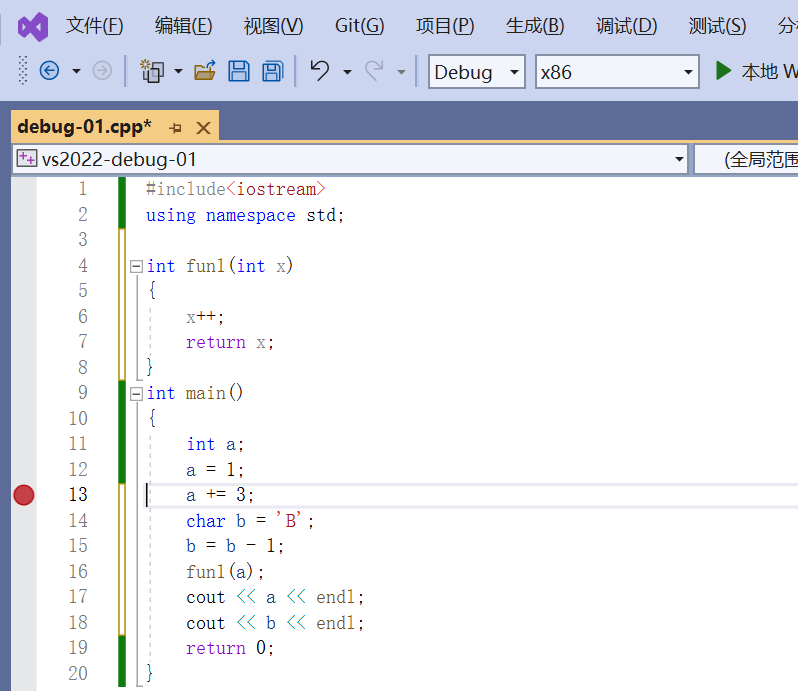 文件(F) 编辑(E) 视图(V) Git(G) 项目(P) 生成(B) 调试(D) 测试(S)
Debug x86 本地 W
debug-01.cpp*
vs2022-debug-01 (全局范围
1 #include<iostream>
2 using namespace std;
3
4 int fun1(int x)
5 {
6 x++;
7 return x;
8 }
9 int main()
10 {
11 int a;
12 a = 1;
13 a += 3;
14 char b = 'B';
15 b = b - 1;
16 fun1(a);
17 cout << a << endl;
18 cout << b << endl;
19 return 0;
20 }